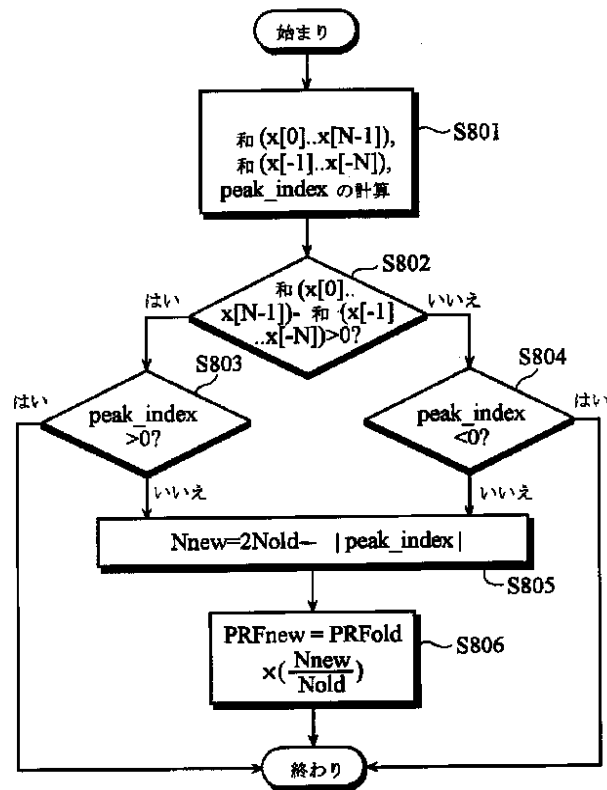 始まり
和 (x[0]..x[N-1]),
和 (x[-1]..x[-N]),
peak_index の計算
S801
S802
和 (x[0]..
x[N-1])- 和 (x[-1]
..x[-N])>0?
はい
いいえ
S803
S804
はい
peak_index
>0?
peak_index
<0?
はい
いいえ
いいえ
Nnew=2Nold- |peak_index|
S805
PRFnew = PRFold
×(Nnew
Nold)
S806
終わり